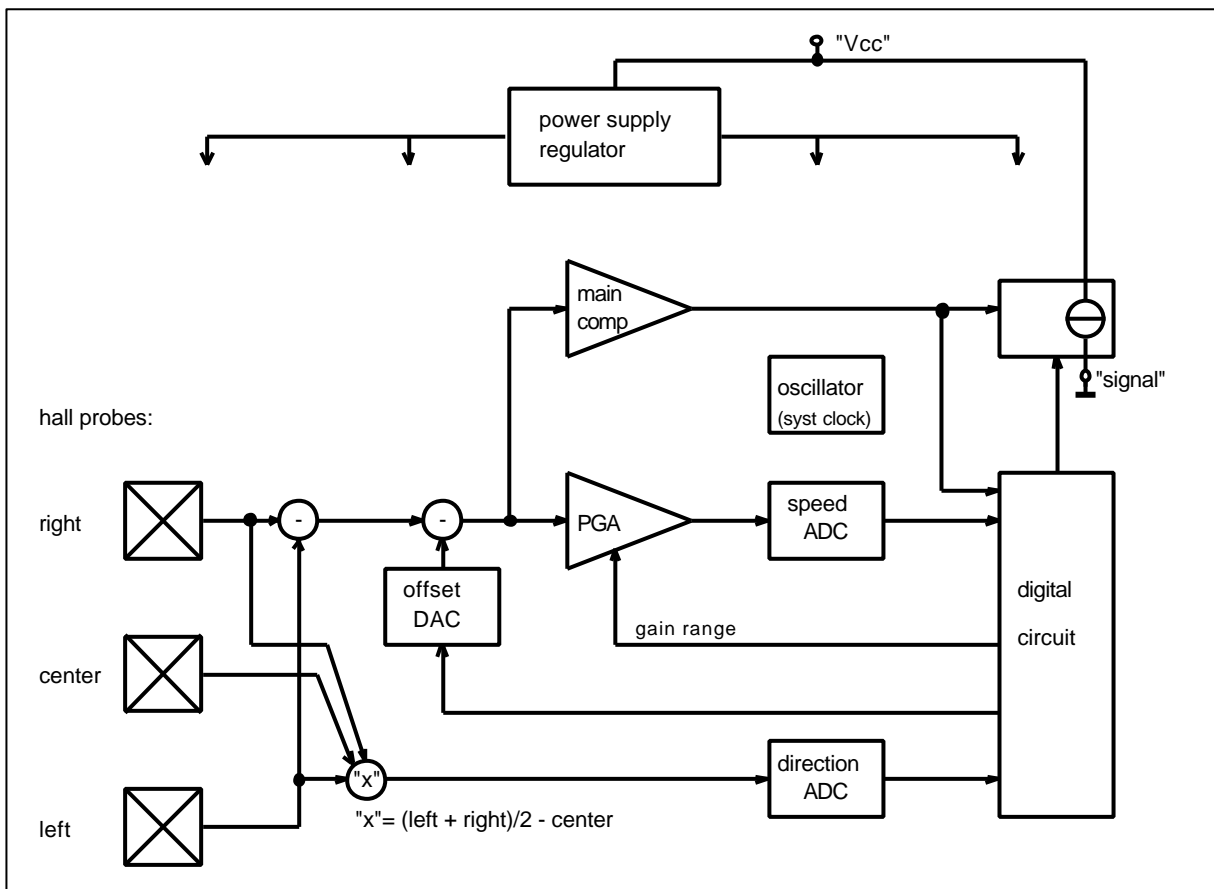 "Vcc"
power supply
regulator
main
comp
"signal"
oscillator
(syst clock)
hall probes:
right
-
-
PGA
speed
ADC
offset
DAC
digital
circuit
gain range
center
"x"
direction
ADC
"x"= (left + right)/2 - center
left